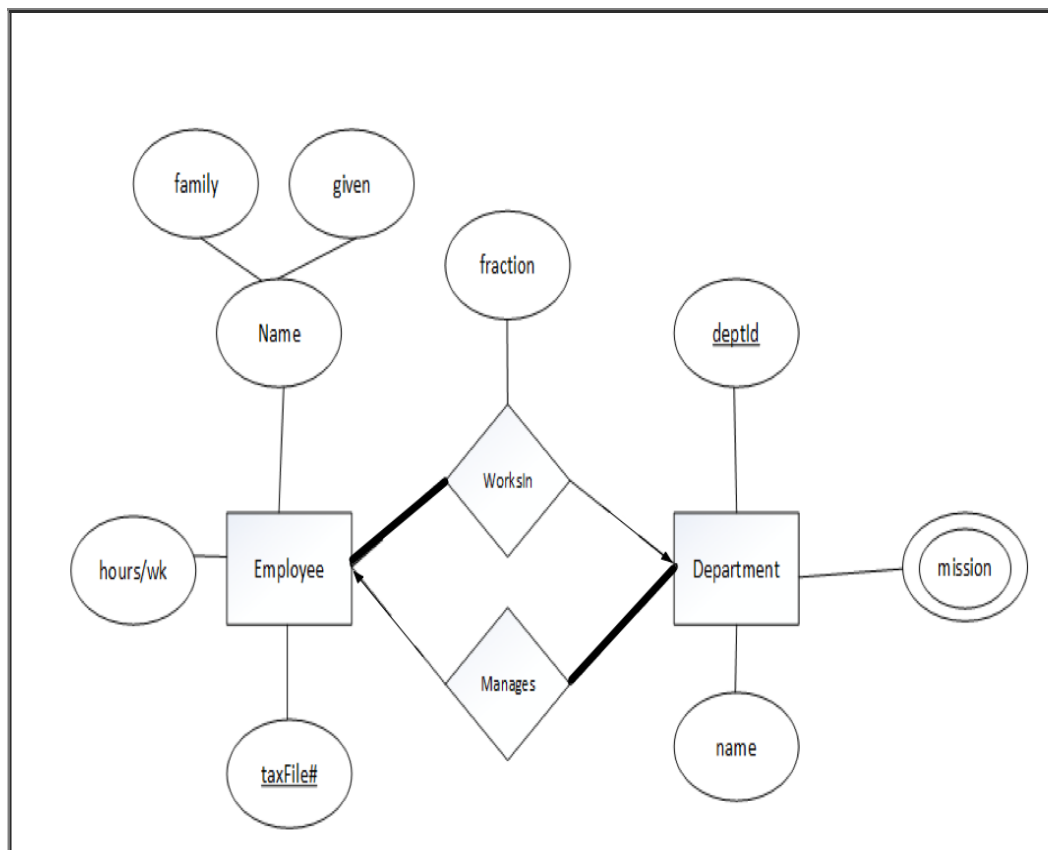 family
given
fraction
Name
deptId
WorksIn
hours/wk
Employee
Department
mission
Manages
taxFile#
name